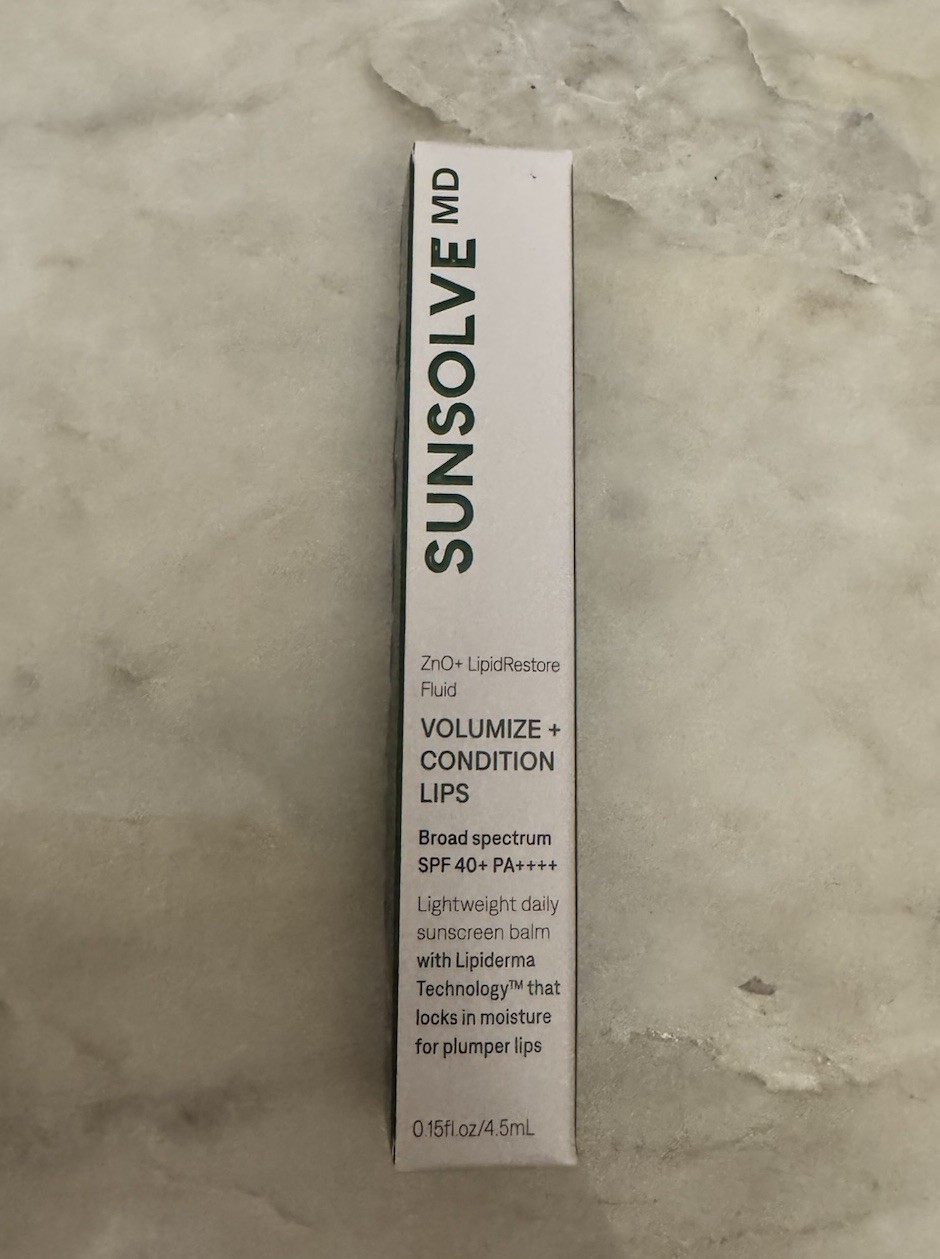 SUNSOLVE MD
ZnO+ LipidRestore
Fluid
VOLUMIZE +
CONDITION
LIPS
Broad spectrum
SPF 40+ PA++++
Lightweight daily
sunscreen balm
with Lipiderma
Technology™ that
locks in moisture
for plumper lips
0.15fl.oz/4.5mL